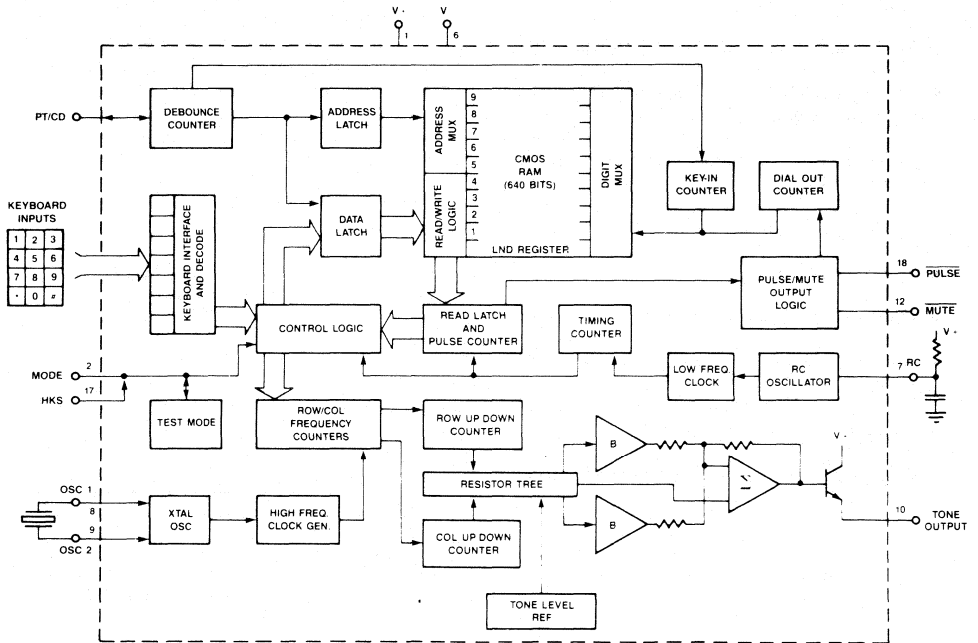 V+ V
1 6
PT/CD
DEBOUNCE
COUNTER
ADDRESS
LATCH
ADDRESS
MUX
READ/WRITE
LOGIC
9
8
7
6
5
4
3
2
1
CMOS
RAM
(640 BITS)
LND REGISTER
DIGIT
MUX
KEY-IN
COUNTER
DIAL OUT
COUNTER
KEYBOARD
INPUTS
1 2 3
4 5 6
7 8 9
* 0 #
KEYBOARD INTERFACE
AND DECODE
DATA
LATCH
PULSE/MUTE
OUTPUT
LOGIC
18
PULSE
12
MUTE
CONTROL LOGIC
READ LATCH
AND
PULSE COUNTER
TIMING
COUNTER
LOW FREQ.
CLOCK
RC
OSCILLATOR
7 RC
V+
MODE 2
HKS 17
TEST MODE
ROW/COL
FREQUENCY
COUNTERS
ROW UP DOWN
COUNTER
RESISTOR TREE
COL UP DOWN
COUNTER
B
B
Σ
V+
10
TONE
OUTPUT
OSC 1
8
9
OSC 2
XTAL
OSC
HIGH FREQ.
CLOCK GEN.
TONE LEVEL
REF